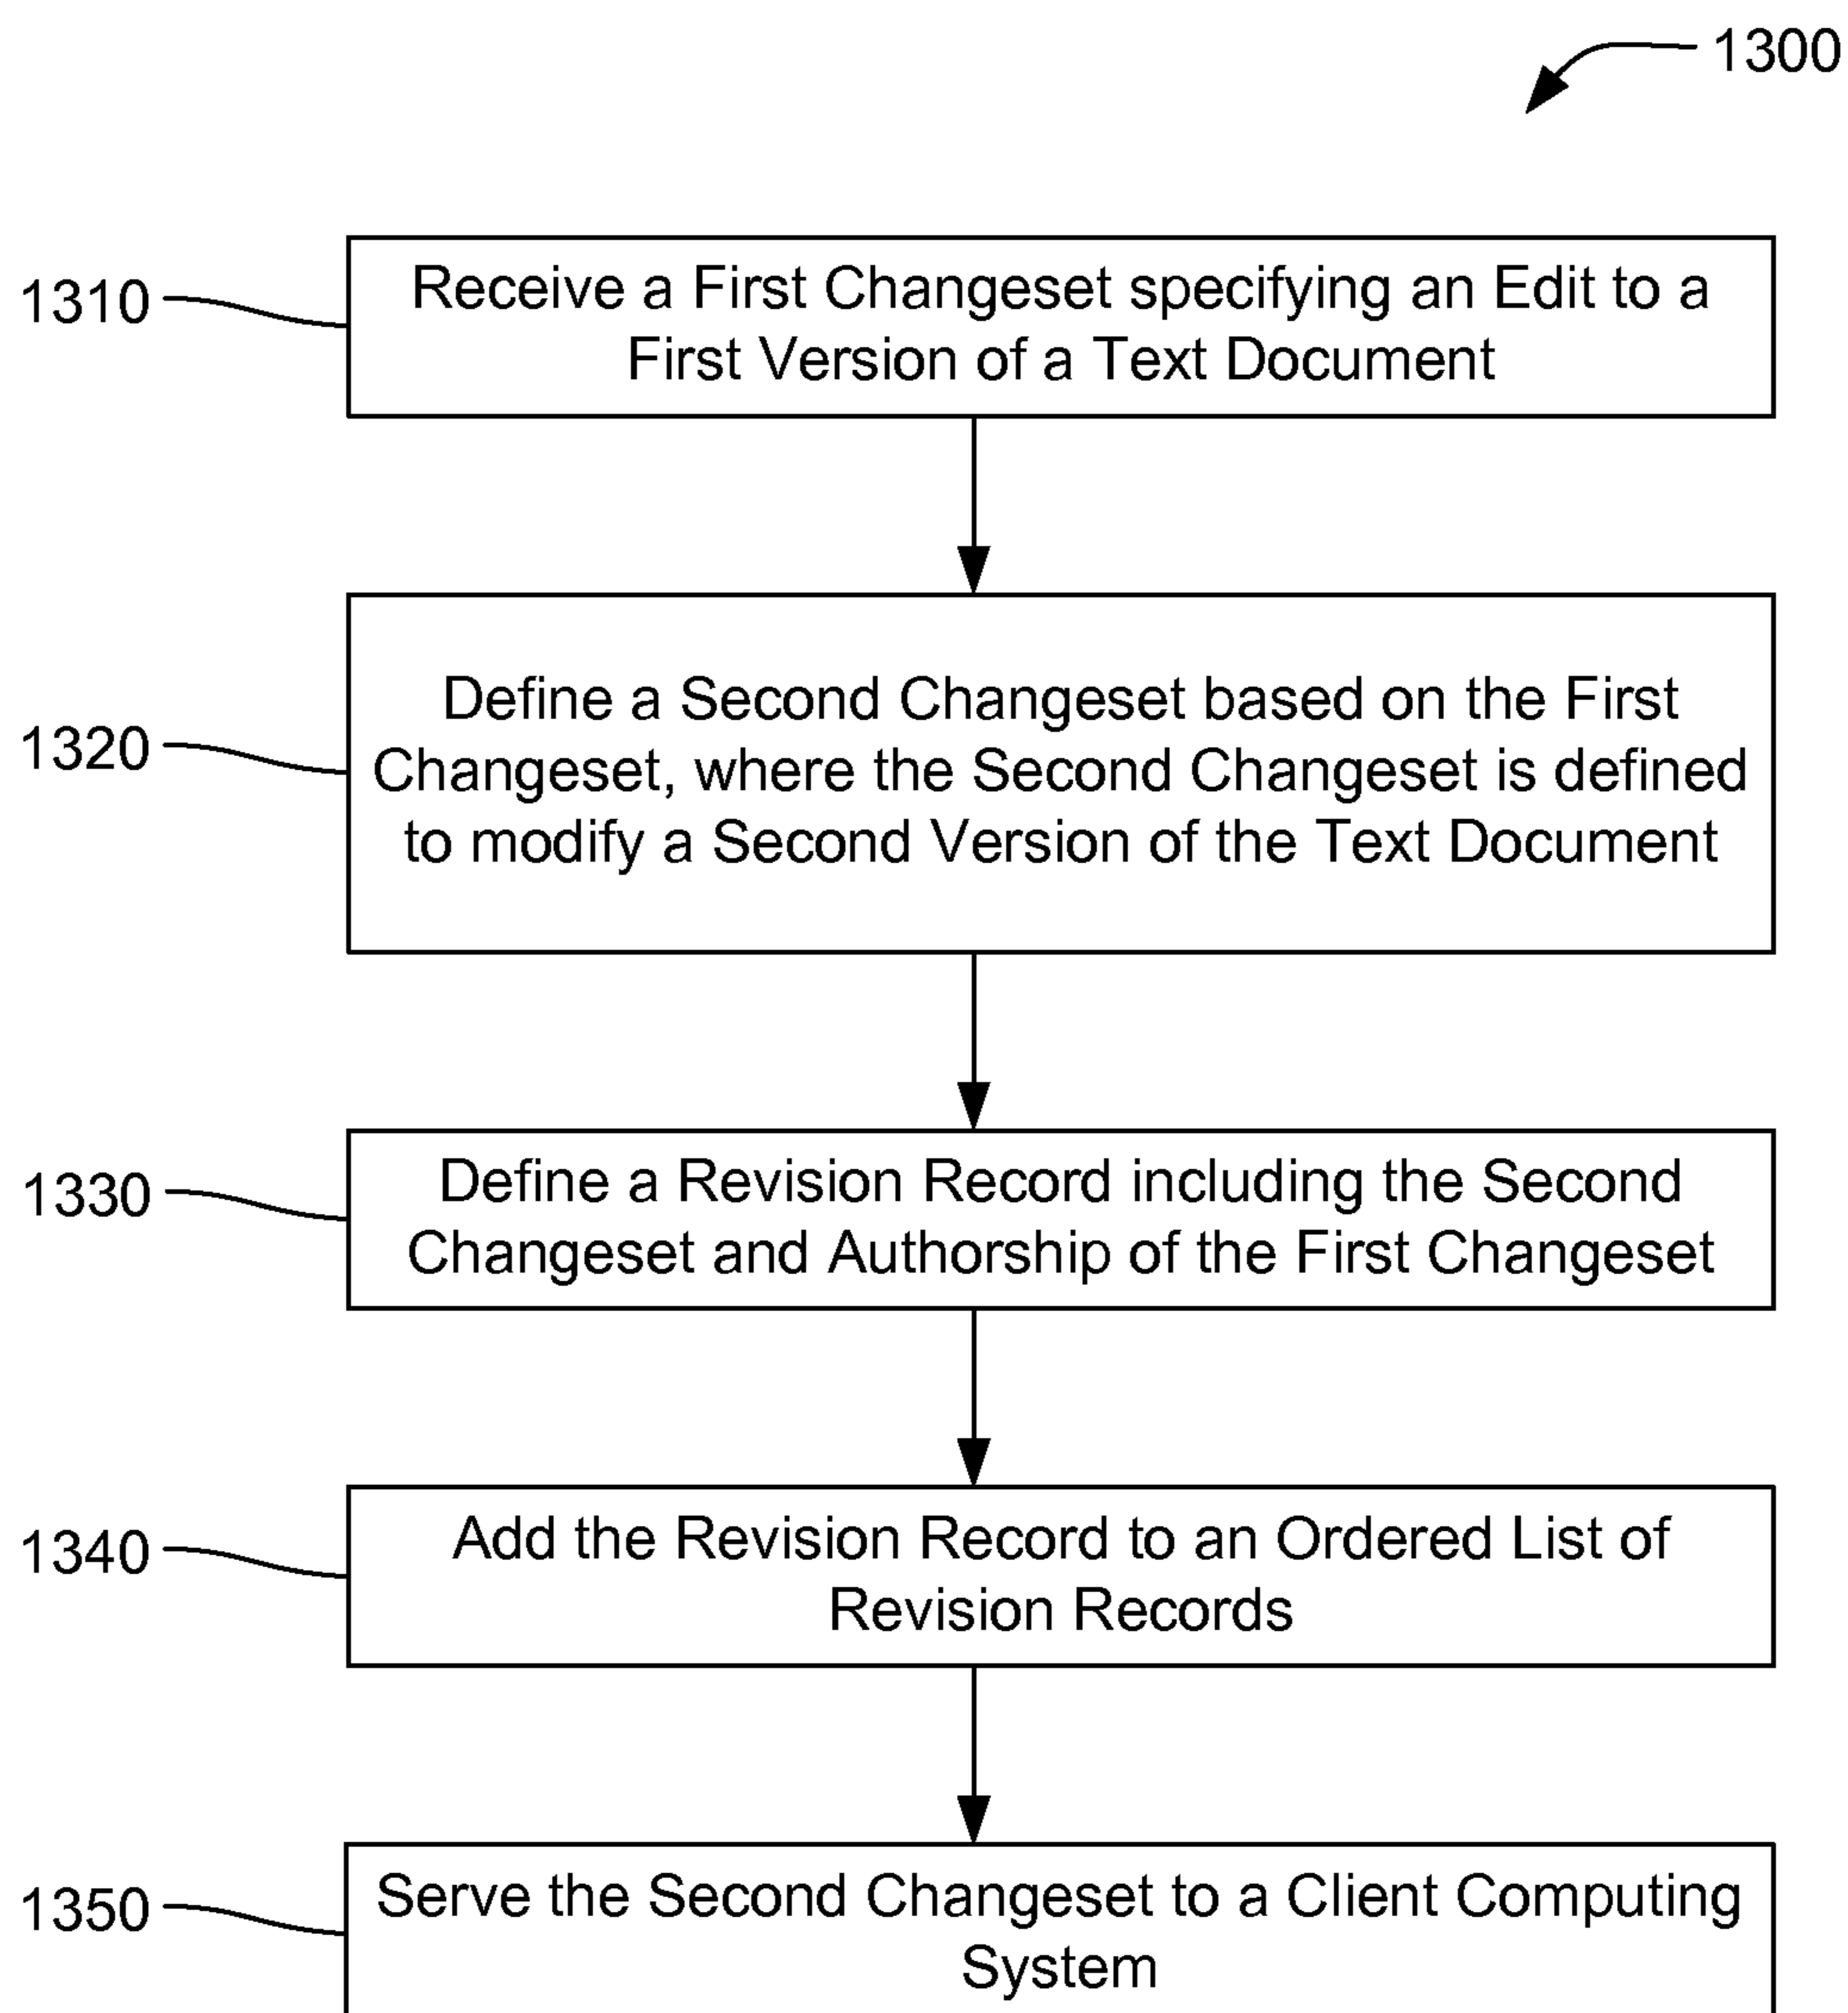 1300
1310
Receive a First Changeset specifying an Edit to a
First Version of a Text Document
1320
Define a Second Changeset based on the First
Changeset, where the Second Changeset is defined
to modify a Second Version of the Text Document
1330
Define a Revision Record including the Second
Changeset and Authorship of the First Changeset
1340
Add the Revision Record to an Ordered List of
Revision Records
1350
Serve the Second Changeset to a Client Computing
System